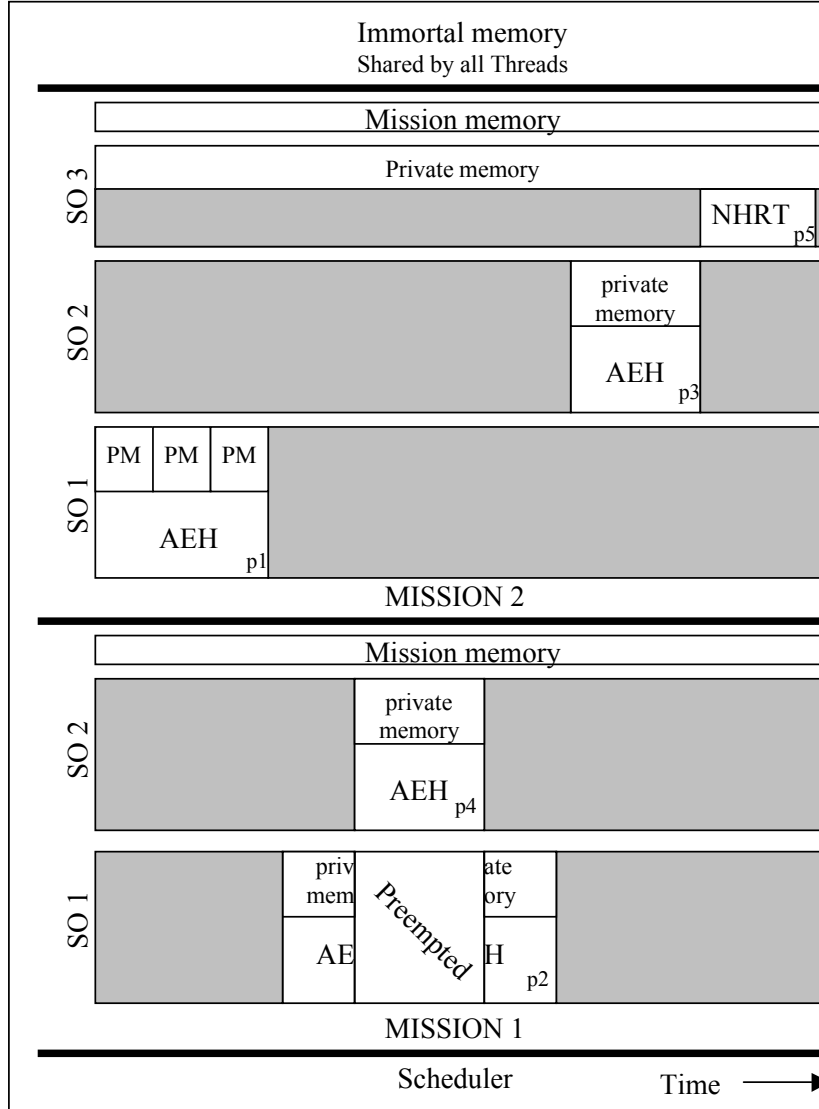 Immortal memory
Shared by all Threads
Mission memory
SO 3
Private memory
NHRT
p5
SO 2
private
memory
AEH
p3
SO 1
PM PM PM
AEH
p1
MISSION 2
Mission memory
SO 2
private
memory
AEH
p4
SO 1
priv
mem
AE
Preempted
ate
ory
H
p2
MISSION 1
Scheduler
Time